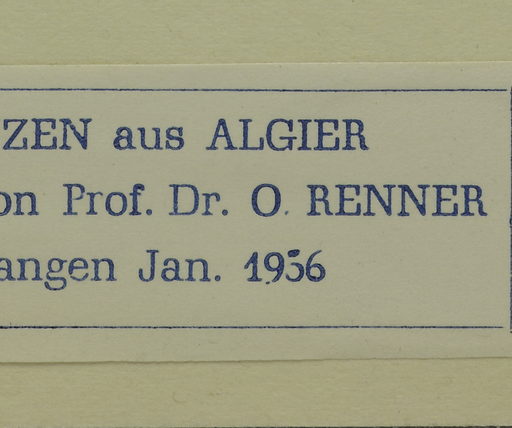 ZEN aus ALGIER
on Prof. Dr. O. RENNER
angen Jan. 1956